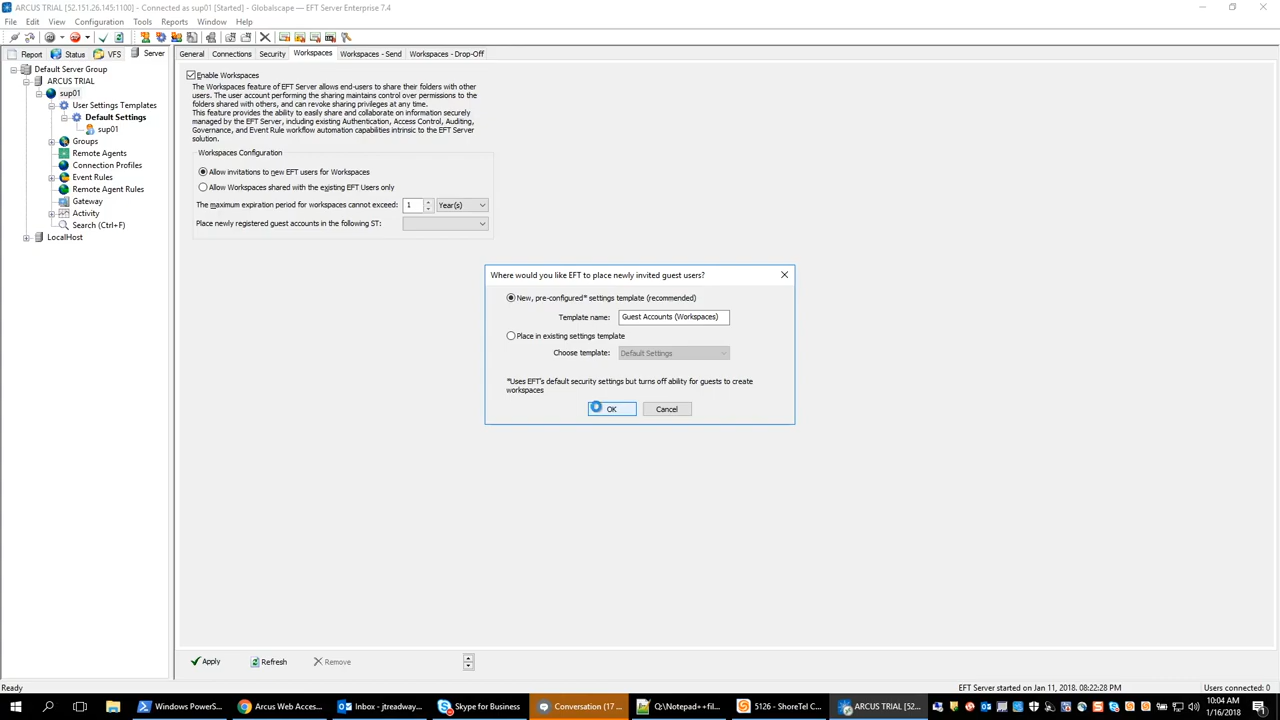 ARCUS TRIAL [52.151.26.145:1100] - Connected as sup01 [Started] - Globalscape - EFT Server Enterprise 7.4
File Edit View Configuration Tools Reports Window Help
Report Status VFS Server
General Connections Security Workspaces Workspaces - Send Workspaces - Drop-Off
Default Server Group
ARCUS TRIAL
sup01
User Settings Templates
Default Settings
sup01
Groups
Remote Agents
Connection Profiles
Event Rules
Remote Agent Rules
Gateway
Activity
Search (Ctrl+F)
LocalHost
Enable Workspaces
The Workspaces feature of EFT Server allows end-users to share their folders with other
users. The user account performing the sharing maintains control over permissions to the
folders shared with others, and can revoke sharing privileges at any time.
This feature provides the ability to easily share and collaborate on information securely
managed by the EFT Server, including existing Authentication, Access Control, Auditing,
Governance, and Event Rule workflow automation capabilities intrinsic to the EFT Server
solution.
Workspaces Configuration
Allow invitations to new EFT users for Workspaces
Allow Workspaces shared with the existing EFT Users only
The maximum expiration period for workspaces cannot exceed: 1 Year(s)
Place newly registered guest accounts in the following ST:
Where would you like EFT to place newly invited guest users?
New, pre-configured* settings template (recommended)
Template name: Guest Accounts (Workspaces)
Place in existing settings template
Choose template: Default Settings
*Uses EFT's default security settings but turns off ability for guests to create
workspaces
OK Cancel
Apply Refresh Remove
Ready EFT Server started on Jan 11, 2018. 08:22:28 PM Users connected: 0
Windows PowerS... Arcus Web Acces... Inbox - jtreadway... Skype for Business Conversation (17 ... Q:\Notepad++fil... 5126 - ShoreTel C... ARCUS TRIAL [52... 10:04 AM
1/16/2018